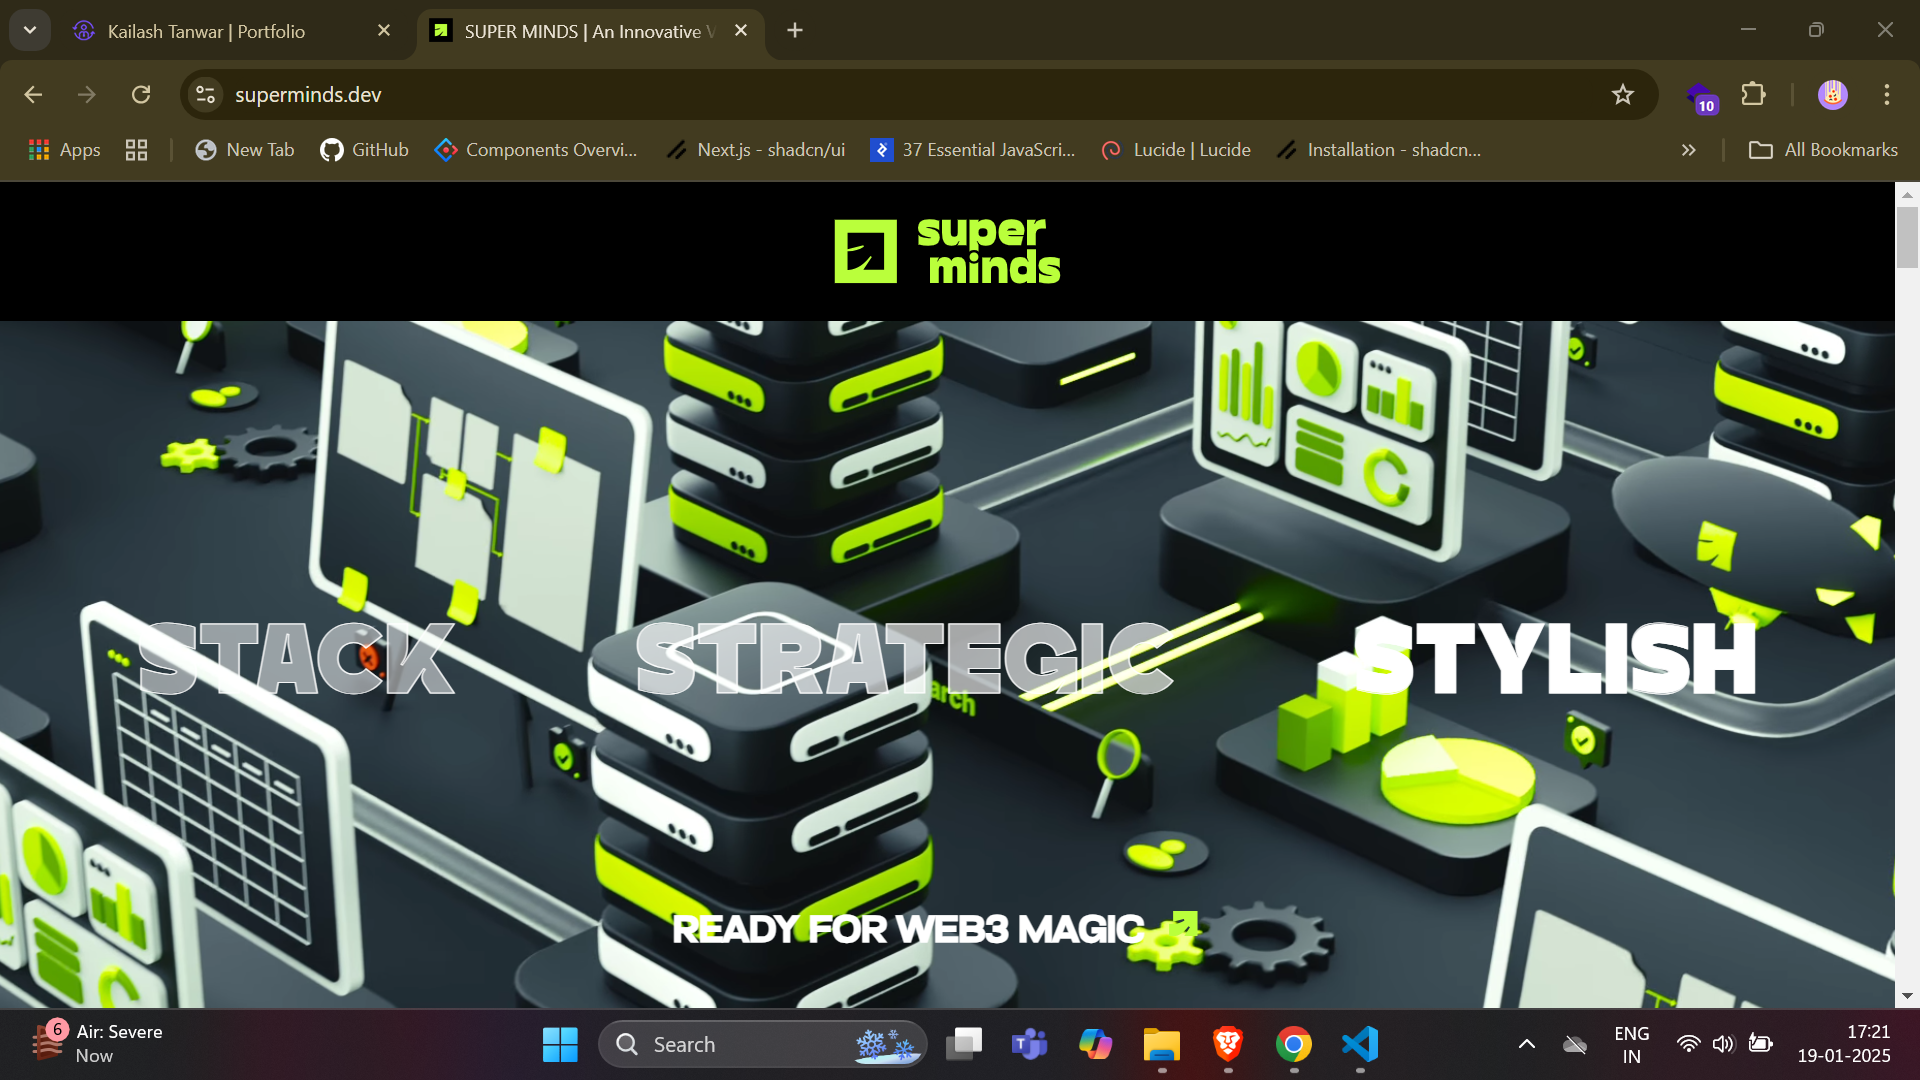 Kailash Tanwar | Portfolio
SUPER MINDS | An Innovative
superminds.dev
10
Apps
New Tab
GitHub
Components Overvi...
Next.js - shadcn/ui
37 Essential JavaScri...
Lucide | Lucide
Installation - shadcn...
All Bookmarks
super
minds
STACK STRATEGIC STYLISH
arch
READY FOR WEB3 MAGIC
6
Air: Severe
Now
Search
ENG
IN
17:21
19-01-2025